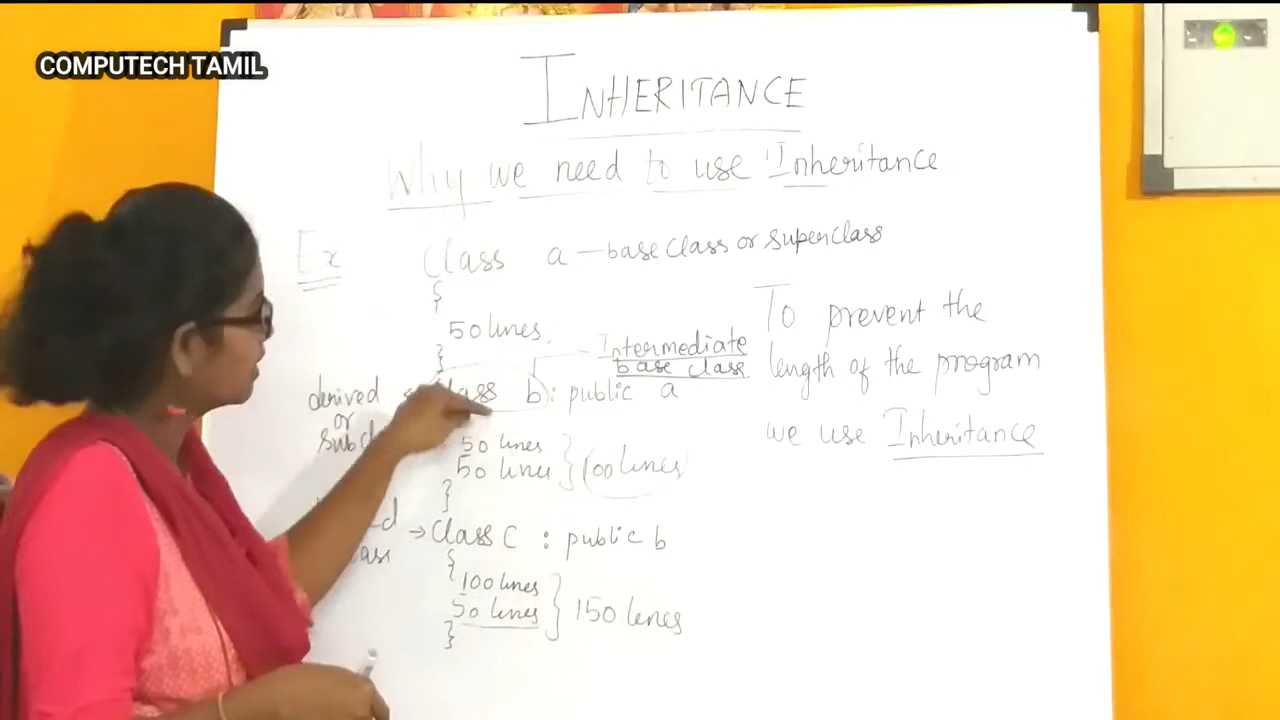 COMPUTECH TAMIL
INHERITANCE
Why we need to use Inheritance
Ex
Class a – base class or superclass
{
50 lines
}
Intermediate
base class
derived class b : public a
or
50 lines
50 lines } 100 lines
}
→ Class C : public b
{
100 lines
50 lines } 150 lines
}
To prevent the
length of the program
we use Inheritance